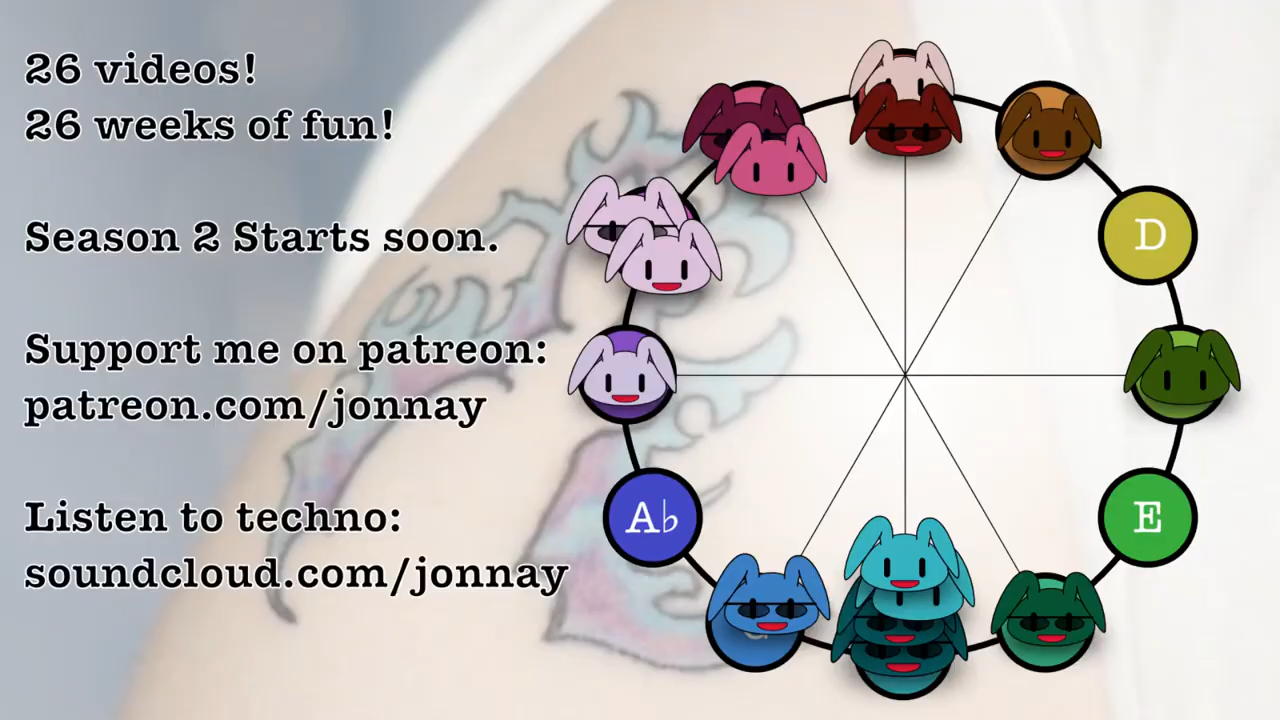 26 videos!
26 weeks of fun!
Season 2 Starts soon.
Support me on patreon:
patreon.com/jonnay
Listen to techno:
soundcloud.com/jonnay
D
A♭
E